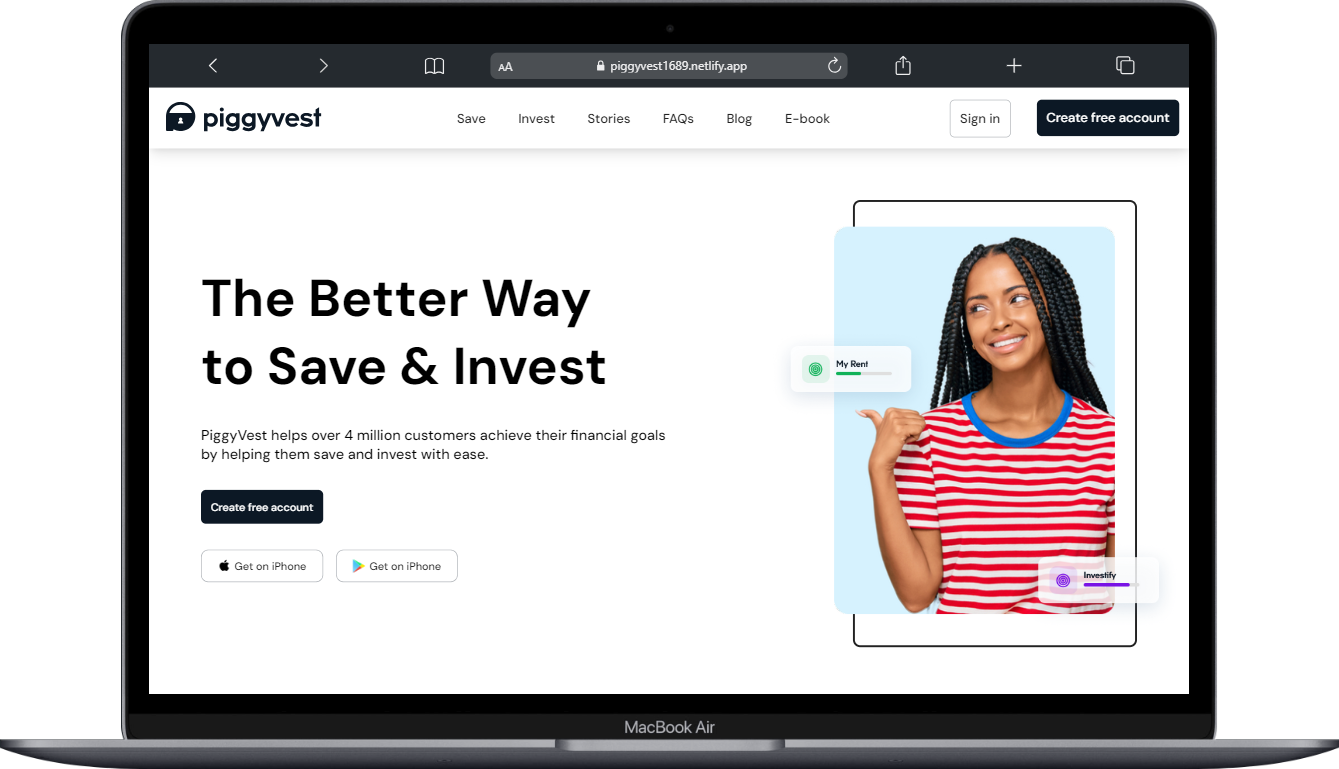 AA
piggyvest1689.netlify.app
piggyvest
Save
Invest
Stories
FAQs
Blog
E-book
Sign in
Create free account
The Better Way
to Save & Invest
PiggyVest helps over 4 million customers achieve their financial goals
by helping them save and invest with ease.
Create free account
Get on iPhone
Get on iPhone
My Rent
Investify
MacBook Air